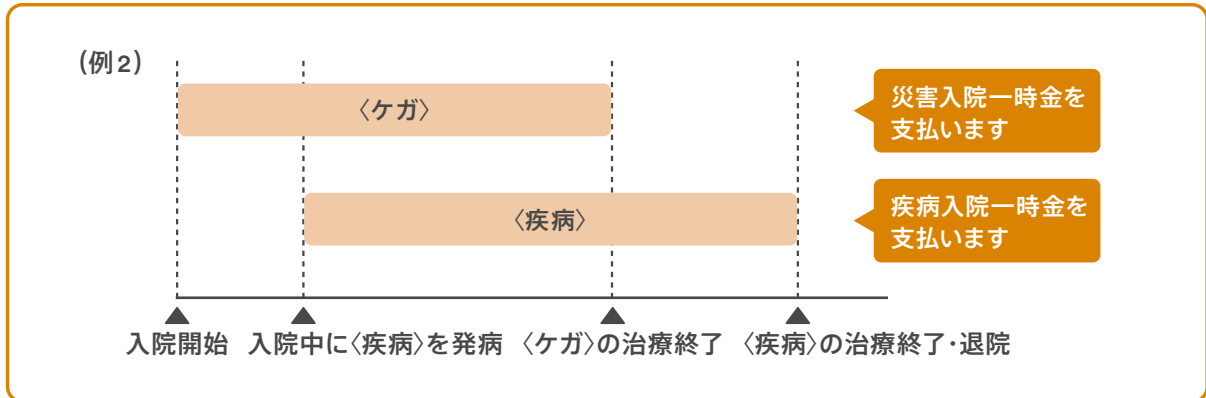 (例2)
〈ケガ〉
災害入院一時金を
支払います
〈疾病〉
疾病入院一時金を
支払います
入院開始 入院中に〈疾病〉を発病 〈ケガ〉の治療終了 〈疾病〉の治療終了・退院